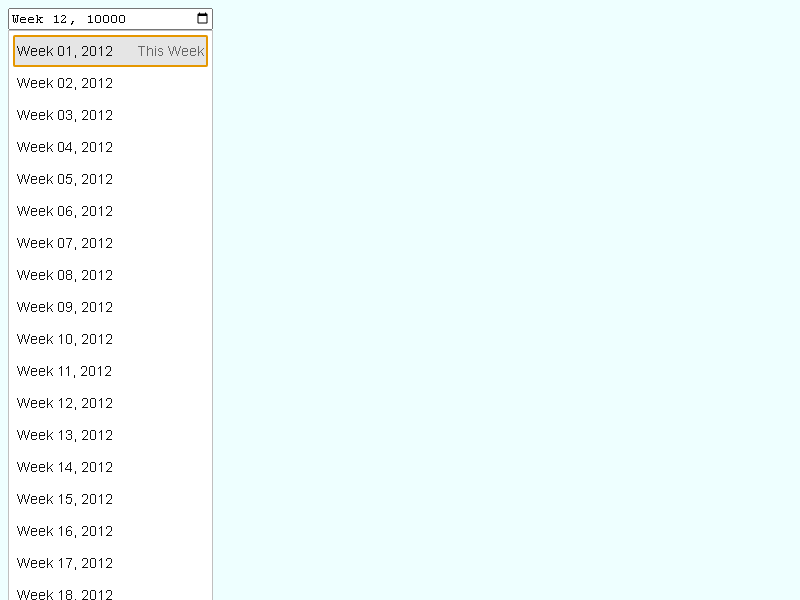 Week 12, 10000
Week 01, 2012 This Week
Week 02, 2012
Week 03, 2012
Week 04, 2012
Week 05, 2012
Week 06, 2012
Week 07, 2012
Week 08, 2012
Week 09, 2012
Week 10, 2012
Week 11, 2012
Week 12, 2012
Week 13, 2012
Week 14, 2012
Week 15, 2012
Week 16, 2012
Week 17, 2012
Week 18, 2012